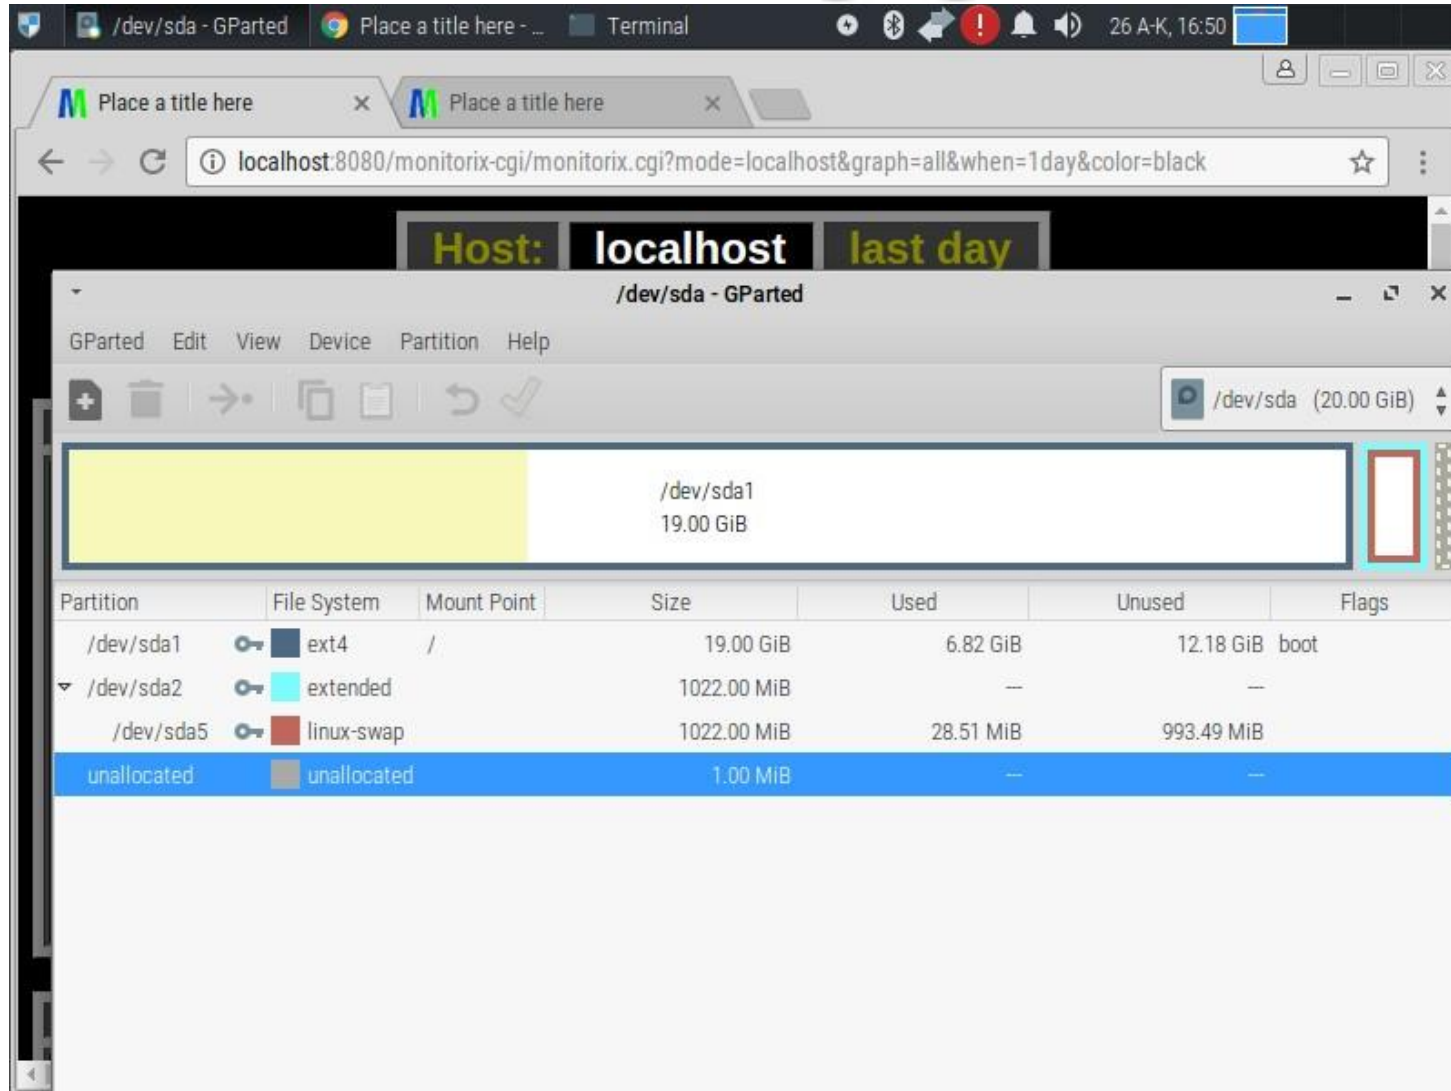 /dev/sda - GParted Place a title here - ... Terminal 26 A-K, 16:50
Place a title here Place a title here
localhost:8080/monitorix-cgi/monitorix.cgi?mode=localhost&graph=all&when=1day&color=black
Host: localhost last day
/dev/sda - GParted
GParted Edit View Device Partition Help
/dev/sda (20.00 GiB)
/dev/sda1
19.00 GiB
Partition File System Mount Point Size Used Unused Flags
/dev/sda1 ext4 / 19.00 GiB 6.82 GiB 12.18 GiB boot
/dev/sda2 extended 1022.00 MiB --- ---
/dev/sda5 linux-swap 1022.00 MiB 28.51 MiB 993.49 MiB
unallocated unallocated 1.00 MiB --- ---